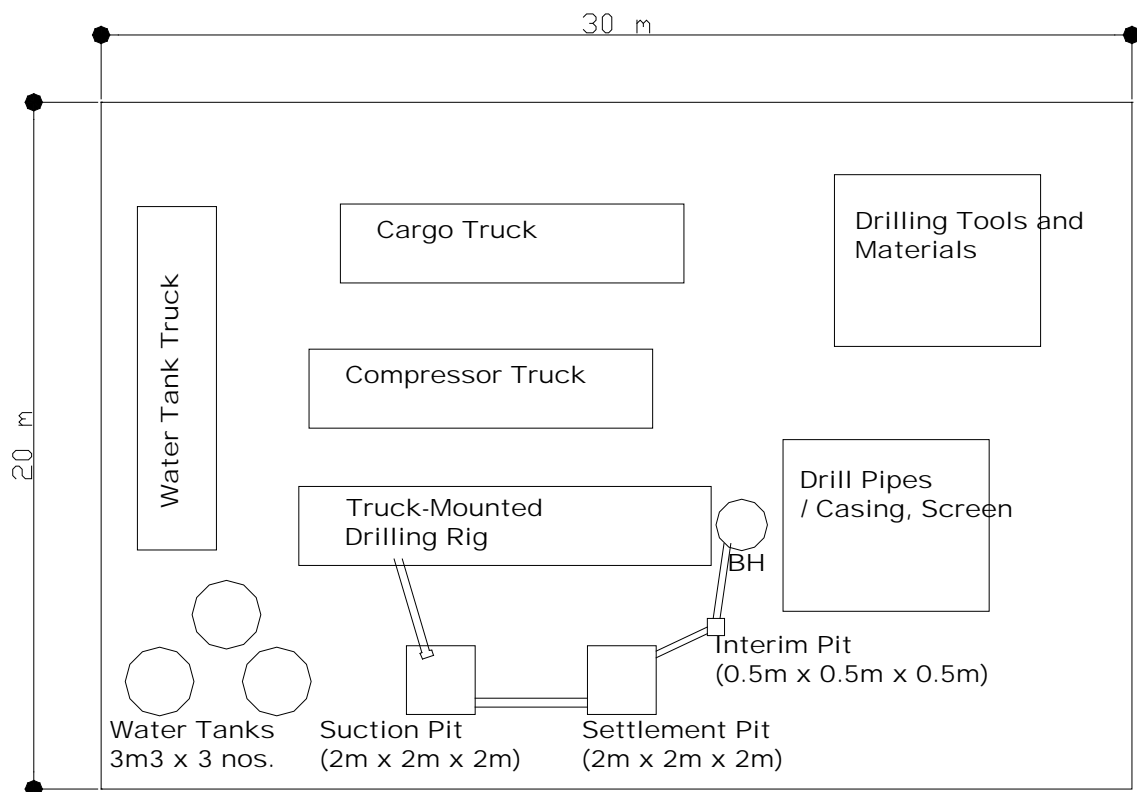 30 m
20 m
Water Tank Truck
Cargo Truck
Drilling Tools and
Materials
Compressor Truck
Truck-Mounted
Drilling Rig
BH
Drill Pipes
/ Casing, Screen
Interim Pit
(0.5m x 0.5m x 0.5m)
Water Tanks
3m3 x 3 nos.
Suction Pit
(2m x 2m x 2m)
Settlement Pit
(2m x 2m x 2m)